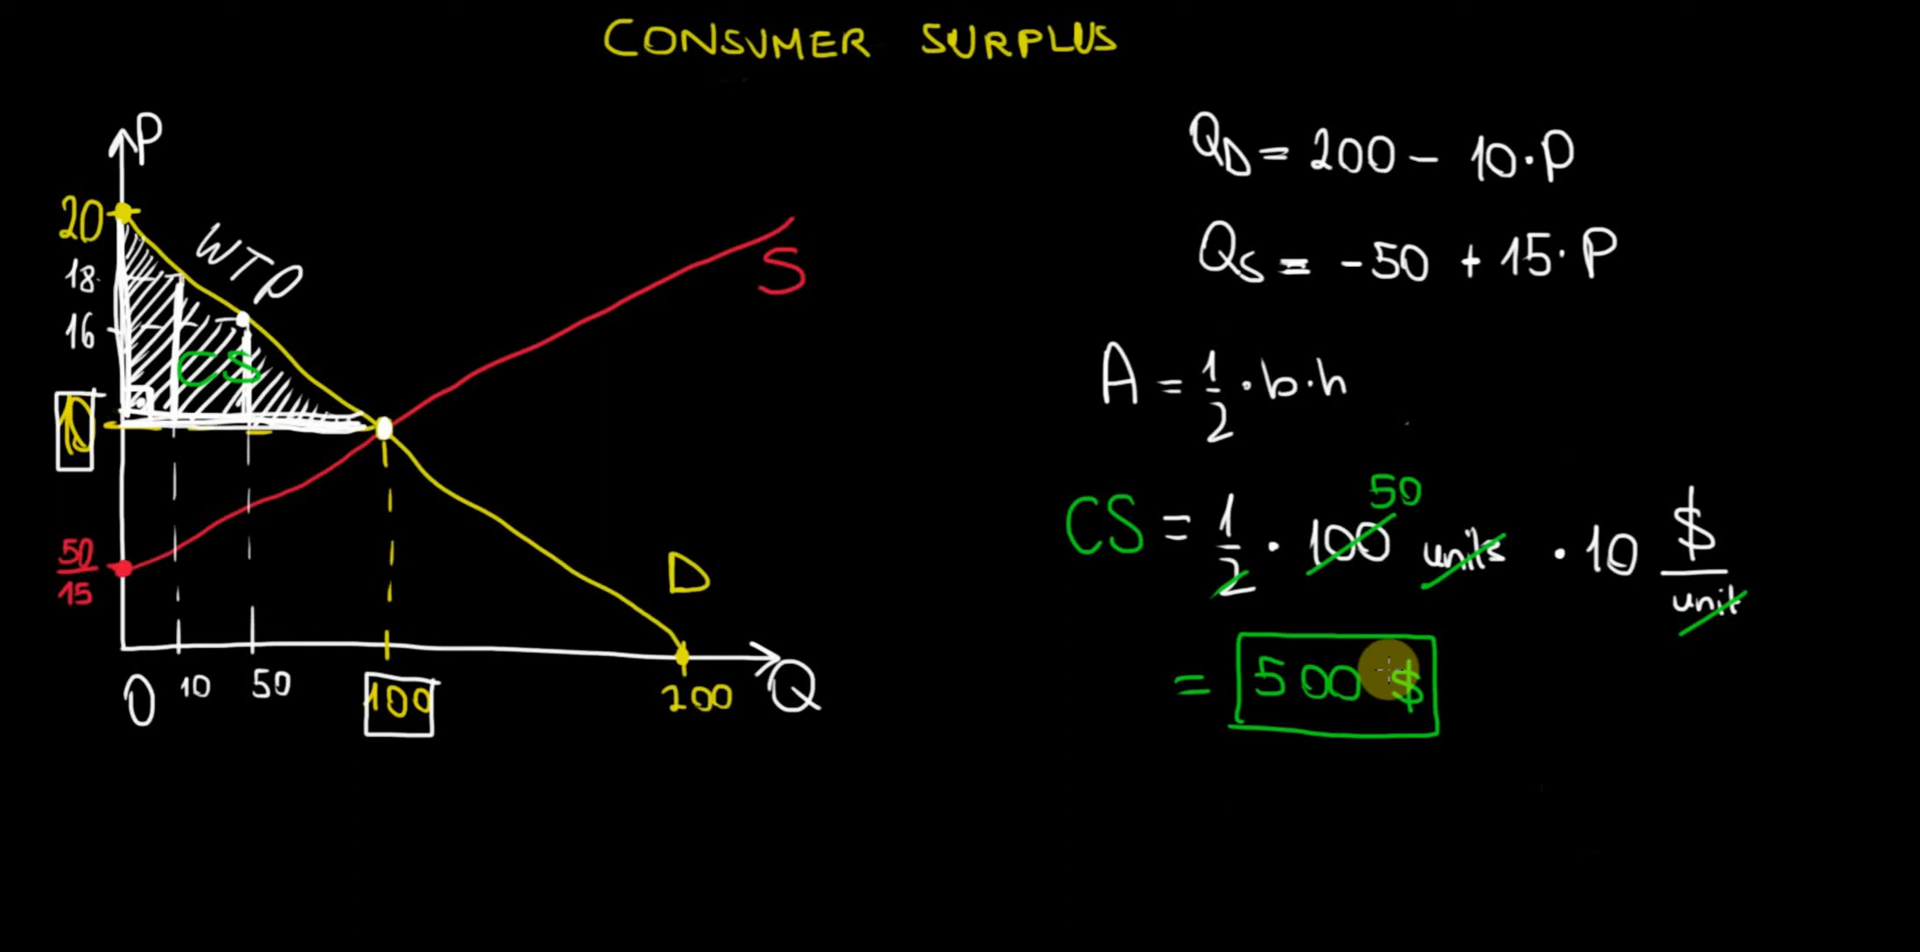 CONSUMER SURPLUS
P
20
WTP
18
16
CS
10
50
15
S
D
0
10
50
100
200
Q
QD = 200 - 10·P
QS = -50 + 15·P
A = 1/2 · b · h
50
CS = 1/2 · 100 units · 10 $/unit
= 500 $